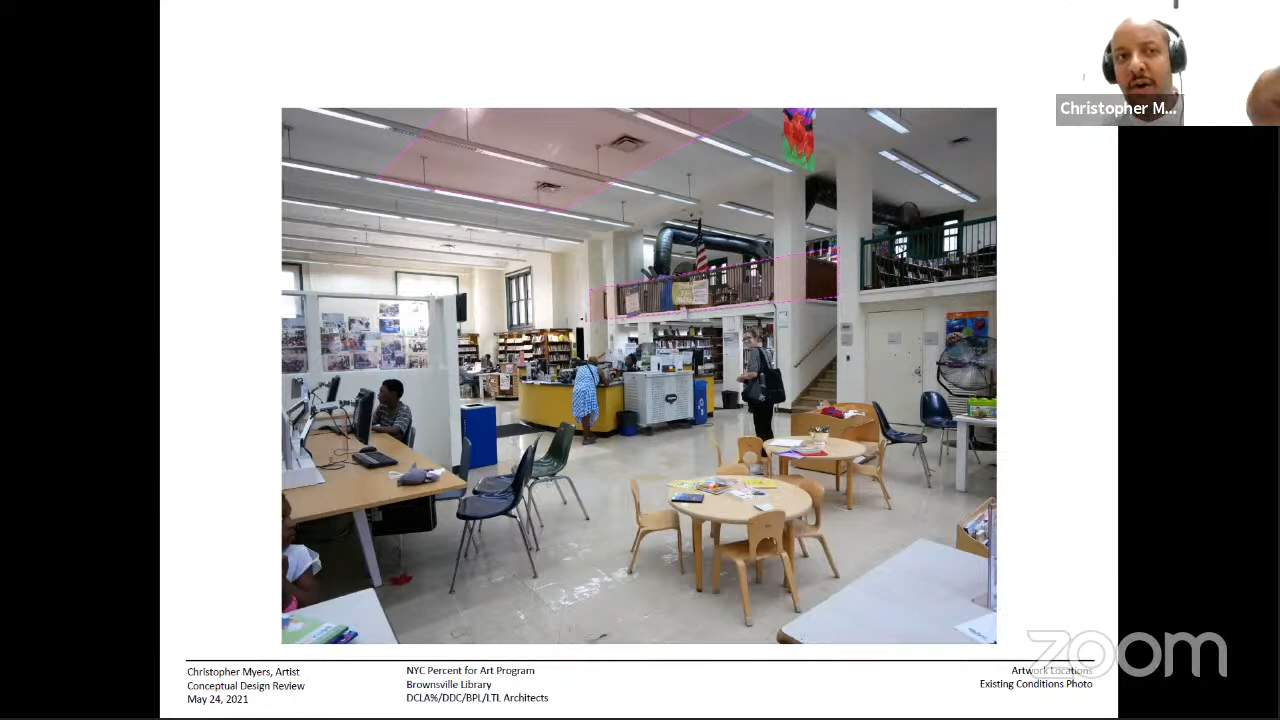 Christopher M...
Christopher Myers, Artist
Conceptual Design Review
May 24, 2021
NYC Percent for Art Program
Brownsville Library
DCLA%/DDC/BPL/LTL Architects
Artwork Locations
Existing Conditions Photo
zoom